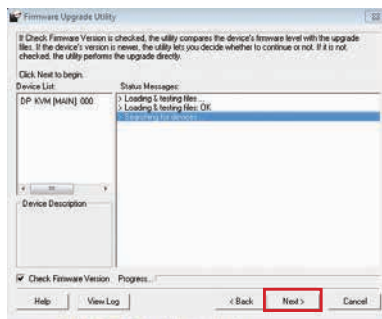 Firmware Upgrade Utility
If Check Firmware Version is checked, the utility compares the device's firmware level with the upgrade
files. If the device's version is newer, the utility lets you decide whether to continue or not. If it is not
checked, the utility performs the upgrade directly.
Click Next to begin.
Device List:
Status Messages:
DP KVM [MAIN] 000
> Loading & testing files ...
> Loading & testing files: OK
> Searching for devices ...
Device Description
Check Firmware Version
Progress...
Help
View Log
< Back
Next >
Cancel